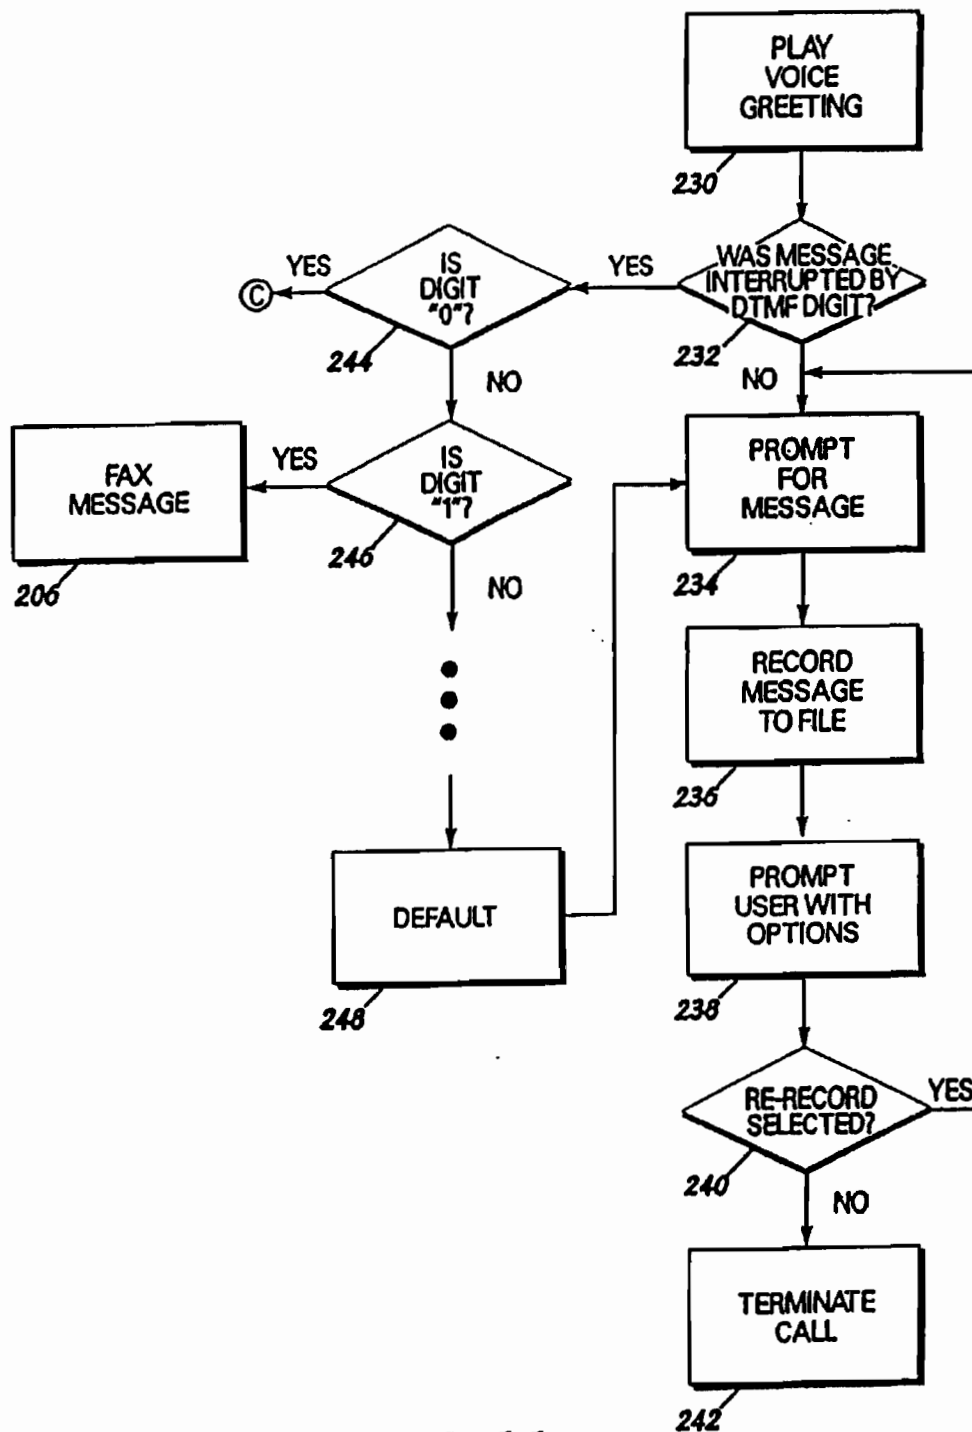 PLAY
VOICE
GREETING
230
WAS MESSAGE
INTERRUPTED BY
DTMF DIGIT?
232
YES
NO
IS
DIGIT
"0"?
244
YES
C
NO
IS
DIGIT
"1"?
246
YES
FAX
MESSAGE
206
NO
DEFAULT
248
PROMPT
FOR
MESSAGE
234
RECORD
MESSAGE
TO FILE
236
PROMPT
USER WITH
OPTIONS
238
RE-RECORD
SELECTED?
240
YES
NO
TERMINATE
CALL
242